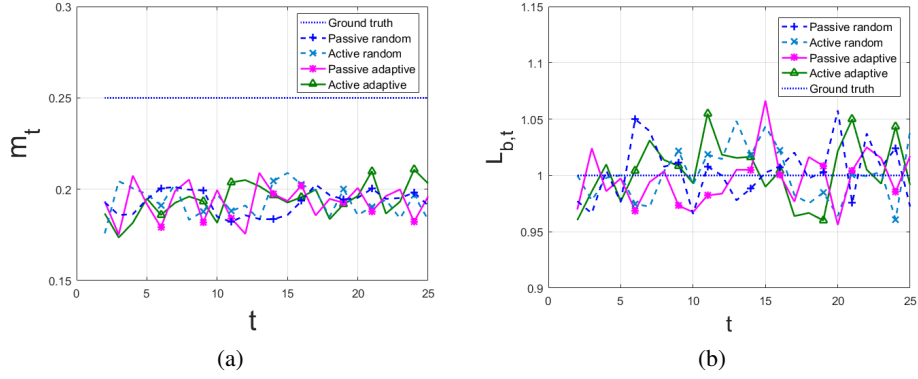 0.3
0.25
0.2
0.15
0
5
10
15
20
25
m_t
t
Ground truth
Passive random
Active random
Passive adaptive
Active adaptive
(a)
1.15
1.1
1.05
1
0.95
0.9
0
5
10
15
20
25
L_b,t
t
Passive random
Active random
Passive adaptive
Active adaptive
Ground truth
(b)